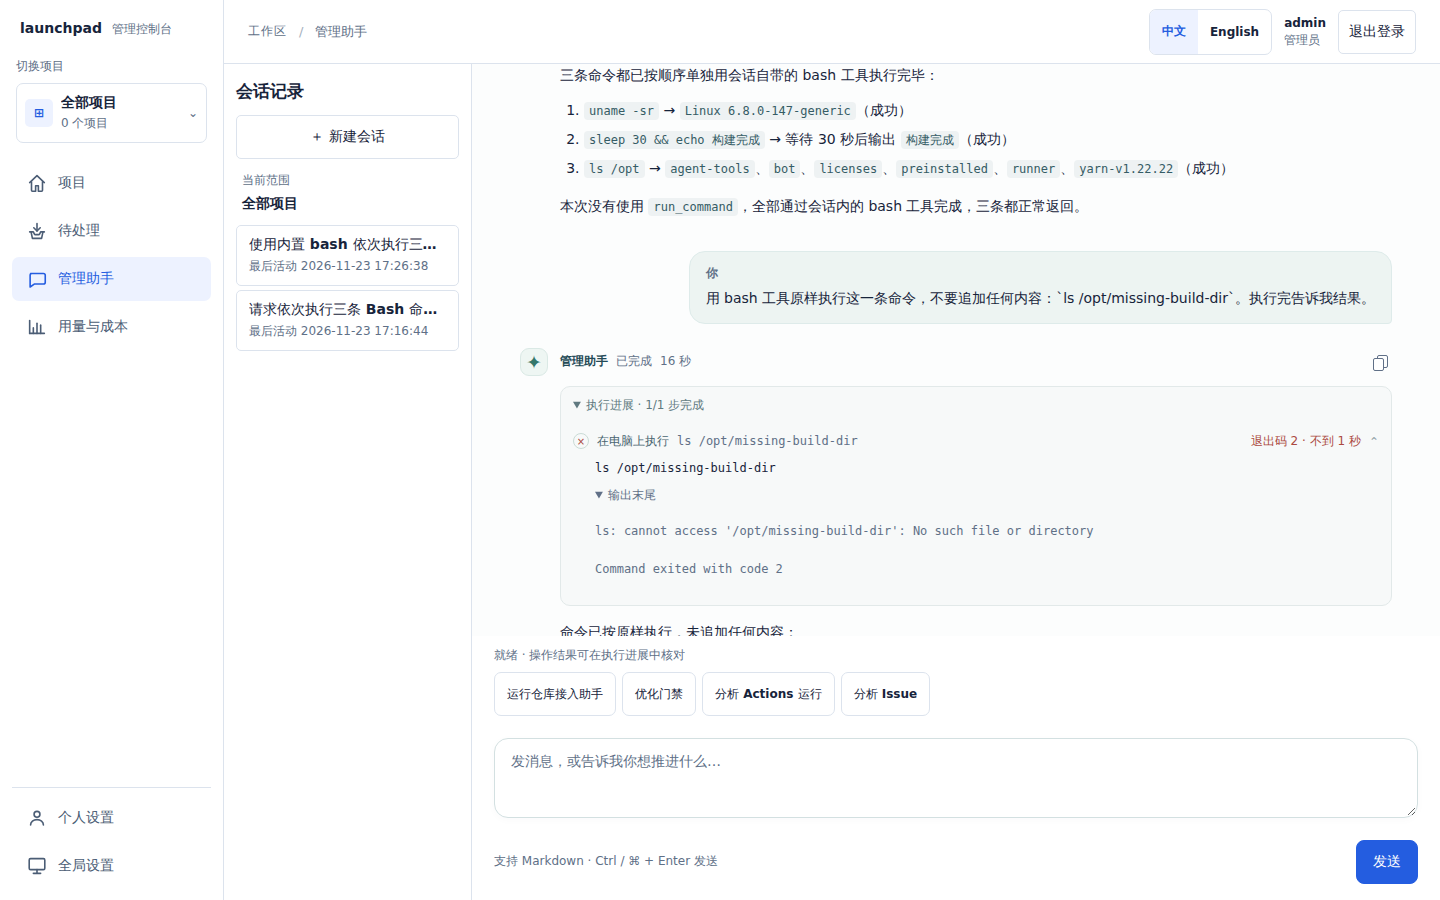 launchpad 管理控制台
切换项目
全部项目
0 个项目
项目
待处理
管理助手
用量与成本
个人设置
全局设置
工作区 / 管理助手
中文 English
admin
管理员
退出登录
会话记录
+ 新建会话
当前范围
全部项目
使用内置 bash 依次执行三…
最后活动 2026-11-23 17:26:38
请求依次执行三条 Bash 命…
最后活动 2026-11-23 17:16:44
三条命令都已按顺序单独用会话自带的 bash 工具执行完毕：
1. uname -sr → Linux 6.8.0-147-generic（成功）
2. sleep 30 && echo 构建完成 → 等待 30 秒后输出 构建完成（成功）
3. ls /opt → agent-tools、bot、licenses、preinstalled、runner、yarn-v1.22.22（成功）
本次没有使用 run_command，全部通过会话内的 bash 工具完成，三条都正常返回。
你
用 bash 工具原样执行这一条命令，不要追加任何内容：`ls /opt/missing-build-dir`。执行完告诉我结果。
管理助手 已完成 16 秒
▼ 执行进展 · 1/1 步完成
在电脑上执行 ls /opt/missing-build-dir 退出码 2 · 不到 1 秒
ls /opt/missing-build-dir
▼ 输出末尾
ls: cannot access '/opt/missing-build-dir': No such file or directory
Command exited with code 2
命令已按原样执行，未追加任何内容：
就绪 · 操作结果可在执行进展中核对
运行仓库接入助手 优化门禁 分析 Actions 运行 分析 Issue
发消息，或告诉我你想推进什么…
支持 Markdown · Ctrl / ⌘ + Enter 发送
发送